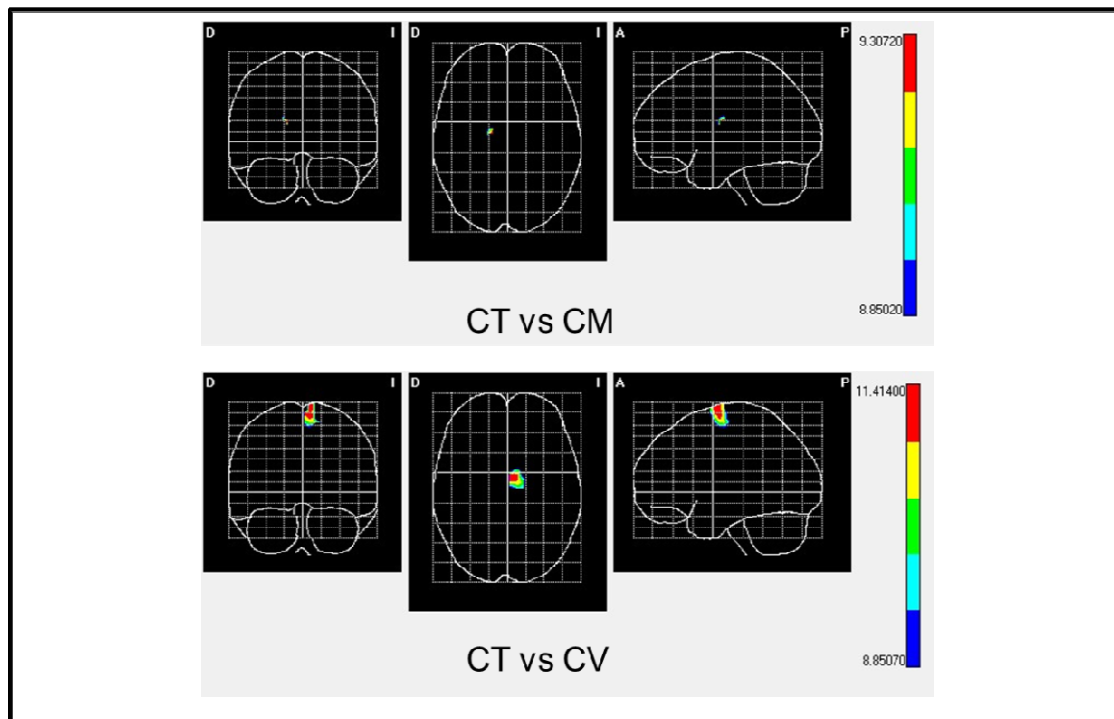 D I D I A P
9.30720
8.85020
CT vs CM
D I D I A P
11.41400
8.85070
CT vs CV